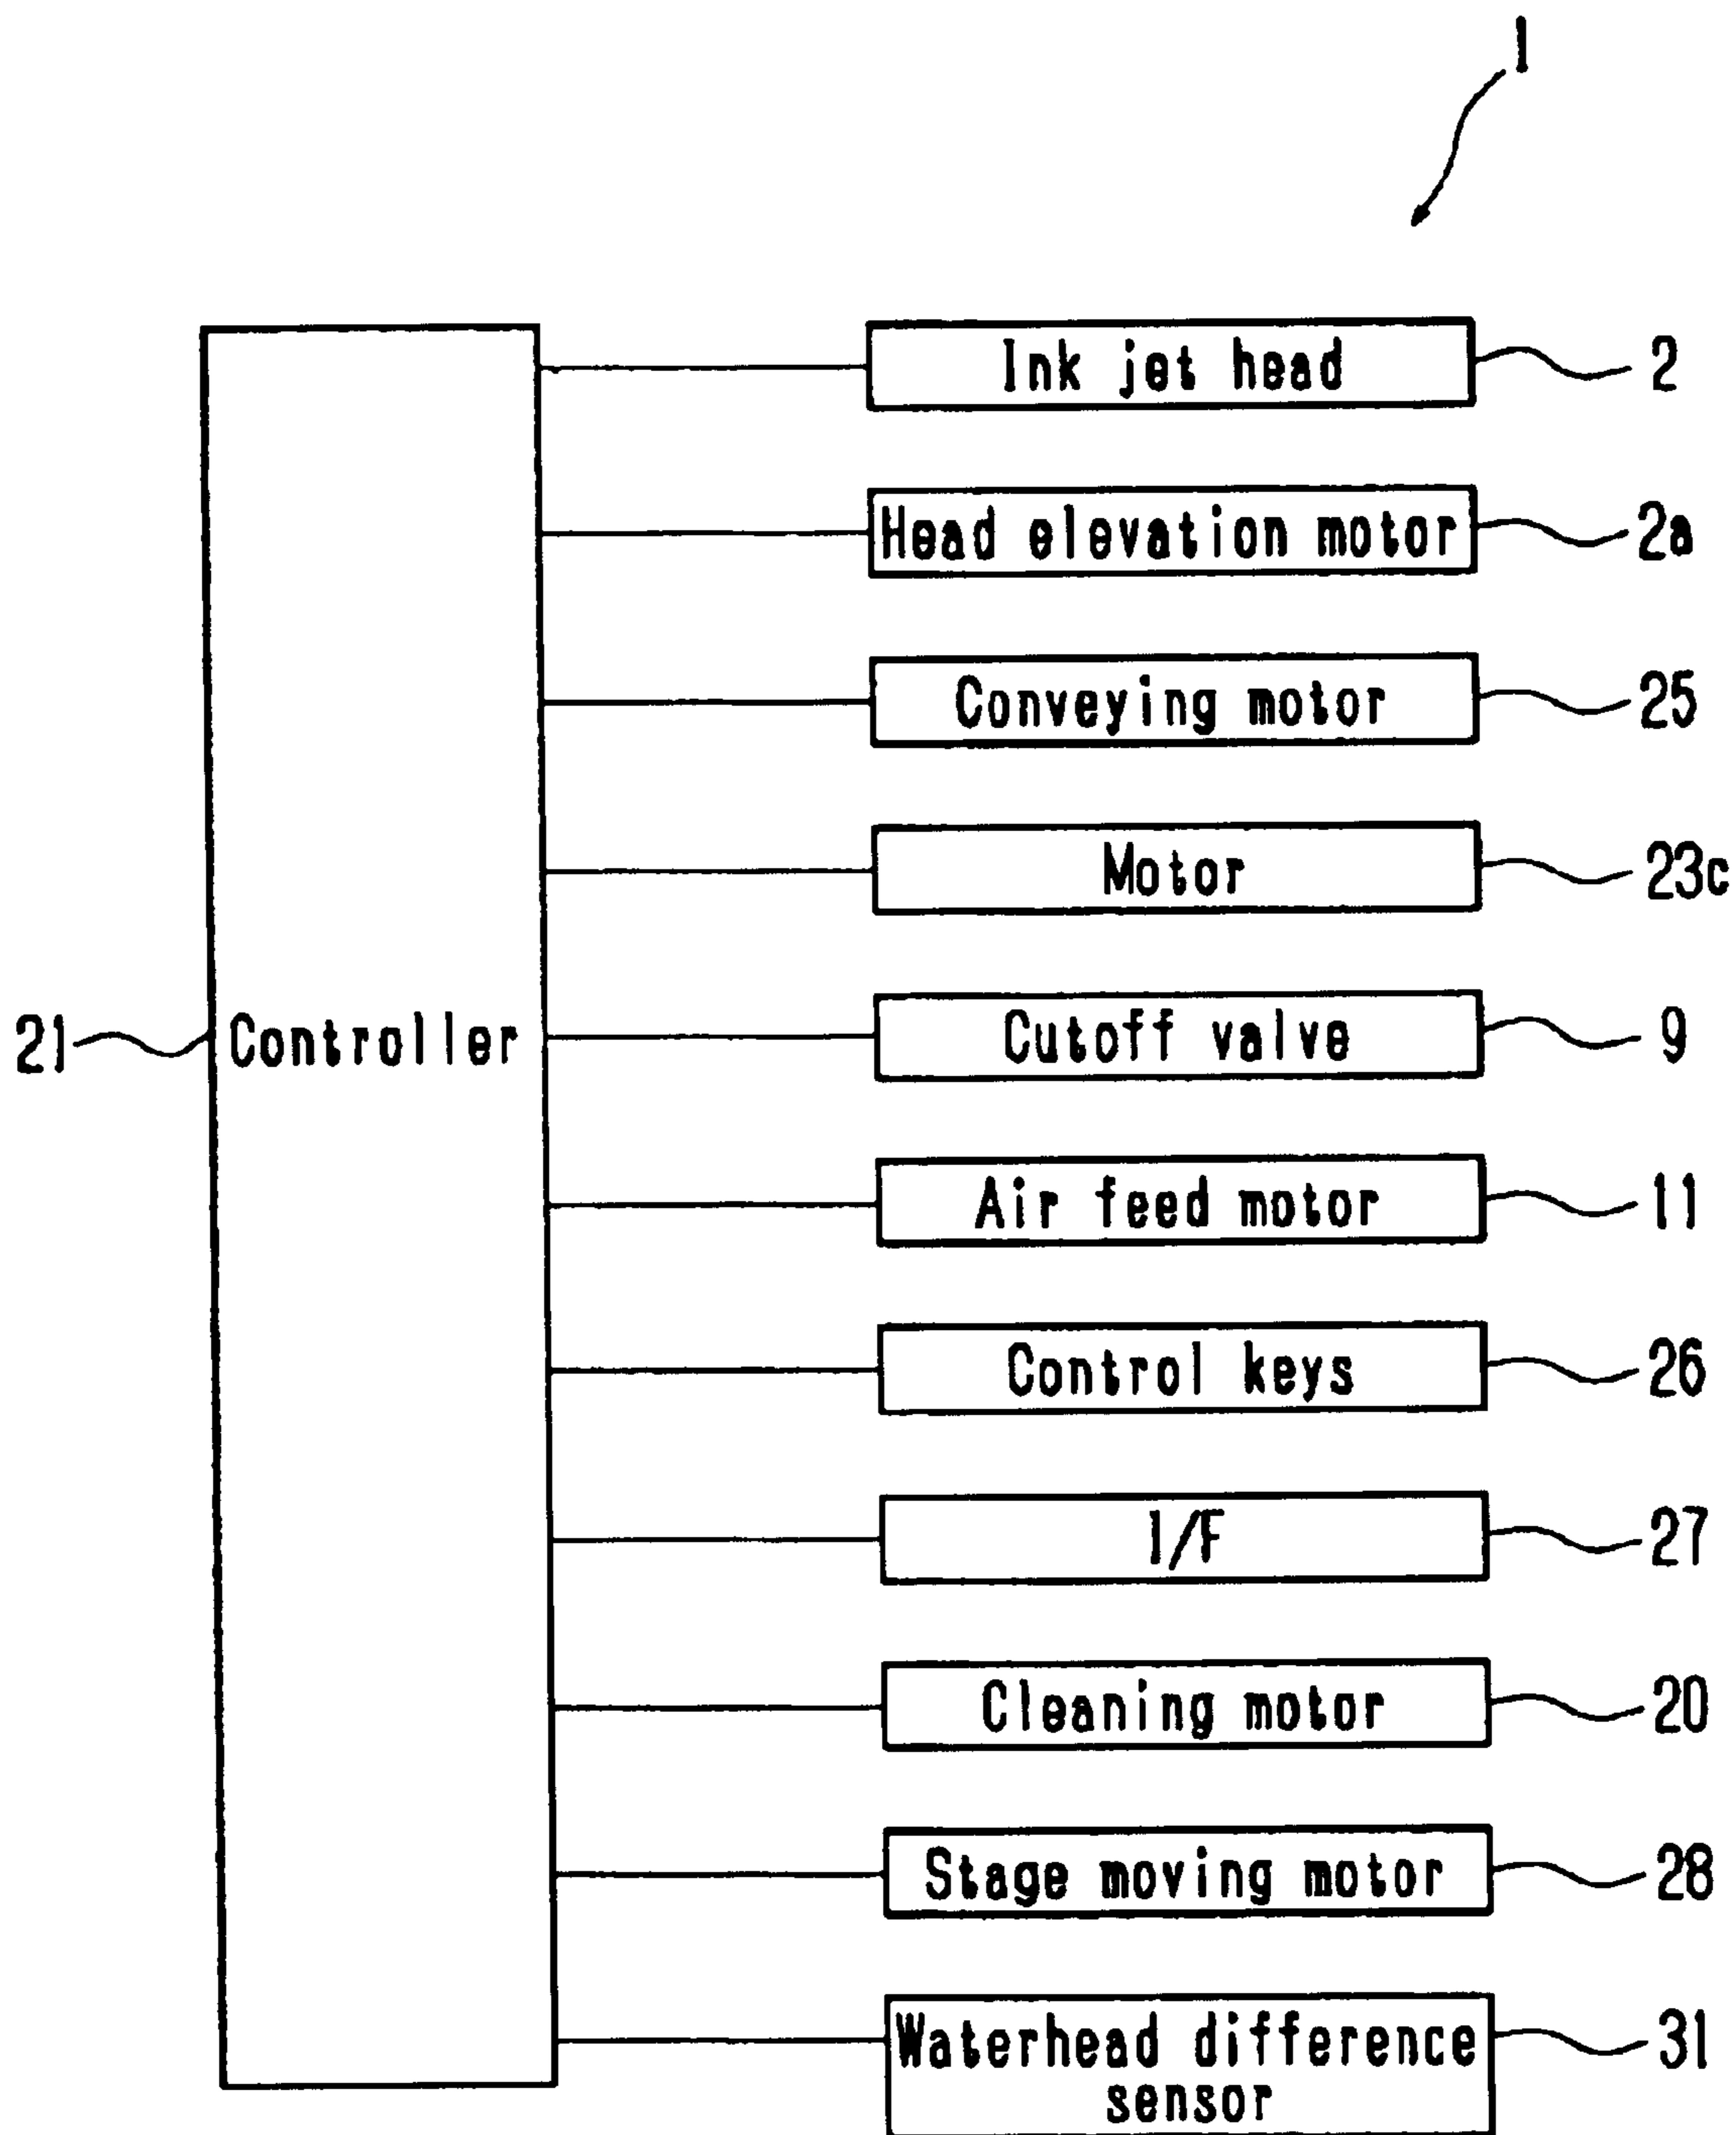 1
Ink jet head 2
Head elevation motor 2a
Conveying motor 25
Motor 23c
21 Controller Cutoff valve 9
Air feed motor 11
Control keys 26
I/F 27
Cleaning motor 20
Stage moving motor 28
Waterhead difference 31
sensor